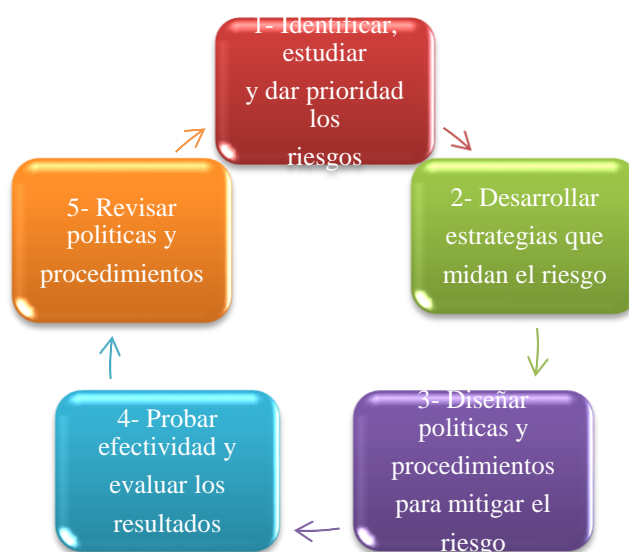 1- Identificar,
estudiar
y dar prioridad
los
riesgos
2- Desarrollar
estrategias que
midan el riesgo
3- Diseñar
politicas y
procedimientos
para mitigar el
riesgo
4- Probar
efectividad y
evaluar los
resultados
5- Revisar
politicas y
procedimientos